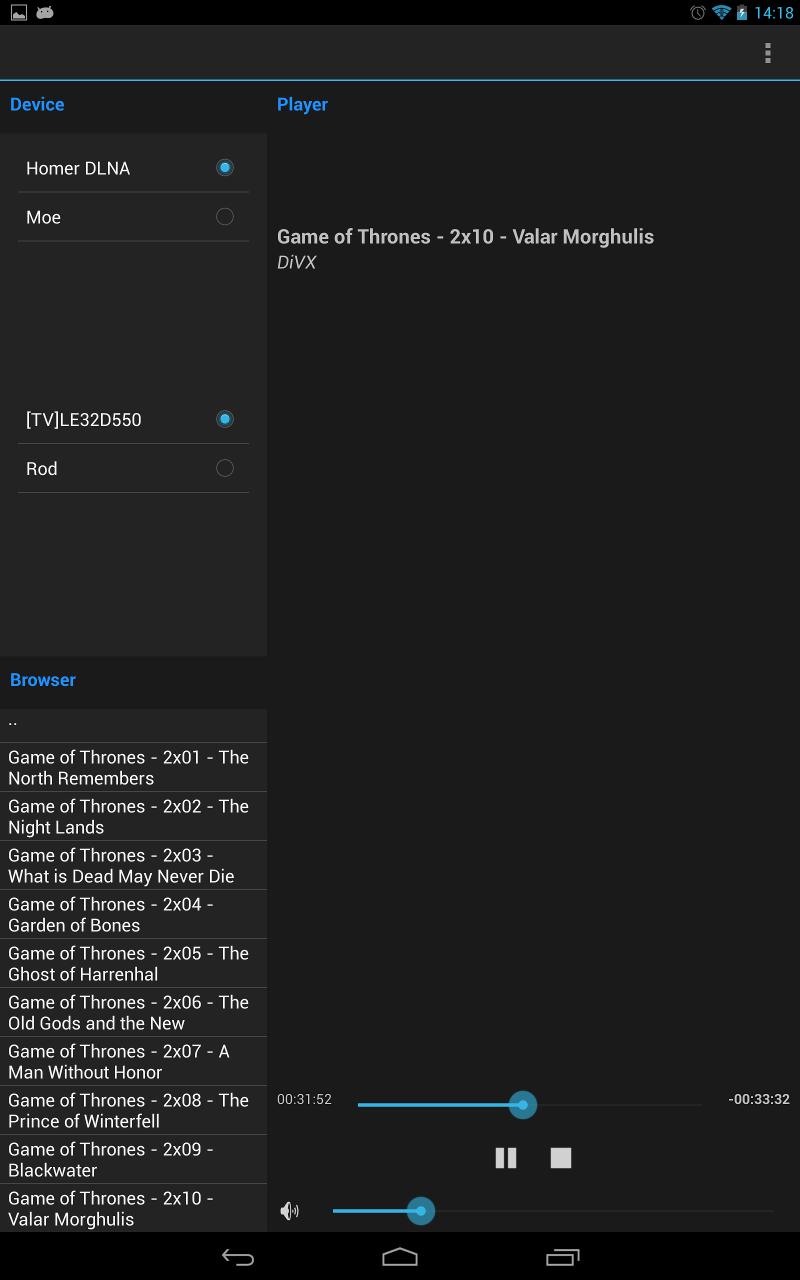 14:18
Device
Player
Homer DLNA
Moe
Game of Thrones - 2x10 - Valar Morghulis
DiVX
[TV]LE32D550
Rod
Browser
..
Game of Thrones - 2x01 - The
North Remembers
Game of Thrones - 2x02 - The
Night Lands
Game of Thrones - 2x03 -
What is Dead May Never Die
Game of Thrones - 2x04 -
Garden of Bones
Game of Thrones - 2x05 - The
Ghost of Harrenhal
Game of Thrones - 2x06 - The
Old Gods and the New
Game of Thrones - 2x07 - A
Man Without Honor
Game of Thrones - 2x08 - The
Prince of Winterfell
Game of Thrones - 2x09 -
Blackwater
Game of Thrones - 2x10 -
Valar Morghulis
00:31:52
-00:33:32